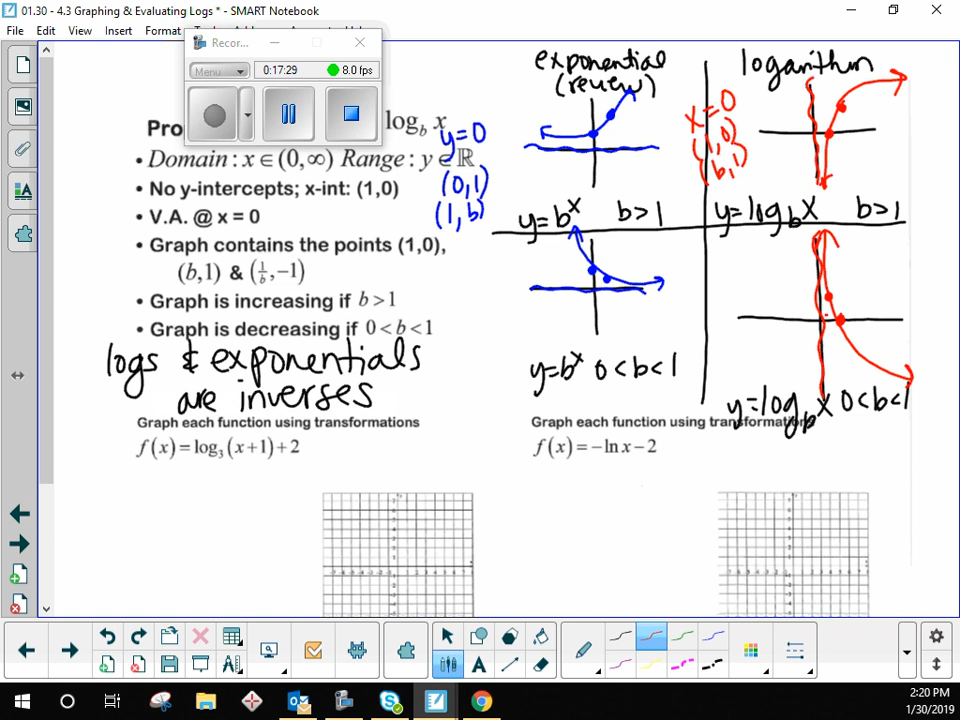 01.30 - 4.3 Graphing & Evaluating Logs * - SMART Notebook
File Edit View Insert Format
Recor...
Menu 0:17:29 8.0 fps
exponential
(review)
logarithm
Pro
log_b x
• Domain : x ∈ (0, ∞) Range : y ∈ ℝ
• No y-intercepts; x-int: (1,0)
• V.A. @ x = 0
• Graph contains the points (1,0),
(b,1) & (1/b, -1)
• Graph is increasing if b > 1
• Graph is decreasing if 0 < b < 1
y=0
(0,1)
(1,b)
x=0
(1,0)
(b,1)
y=b^x b>1
y=log_b x b>1
y=b^x 0<b<1
y=log_b x 0<b<1
logs & exponentials
are inverses
Graph each function using transformations
f(x) = log_3(x+1)+2
Graph each function using transformations
f(x) = -ln x - 2
2:20 PM
1/30/2019